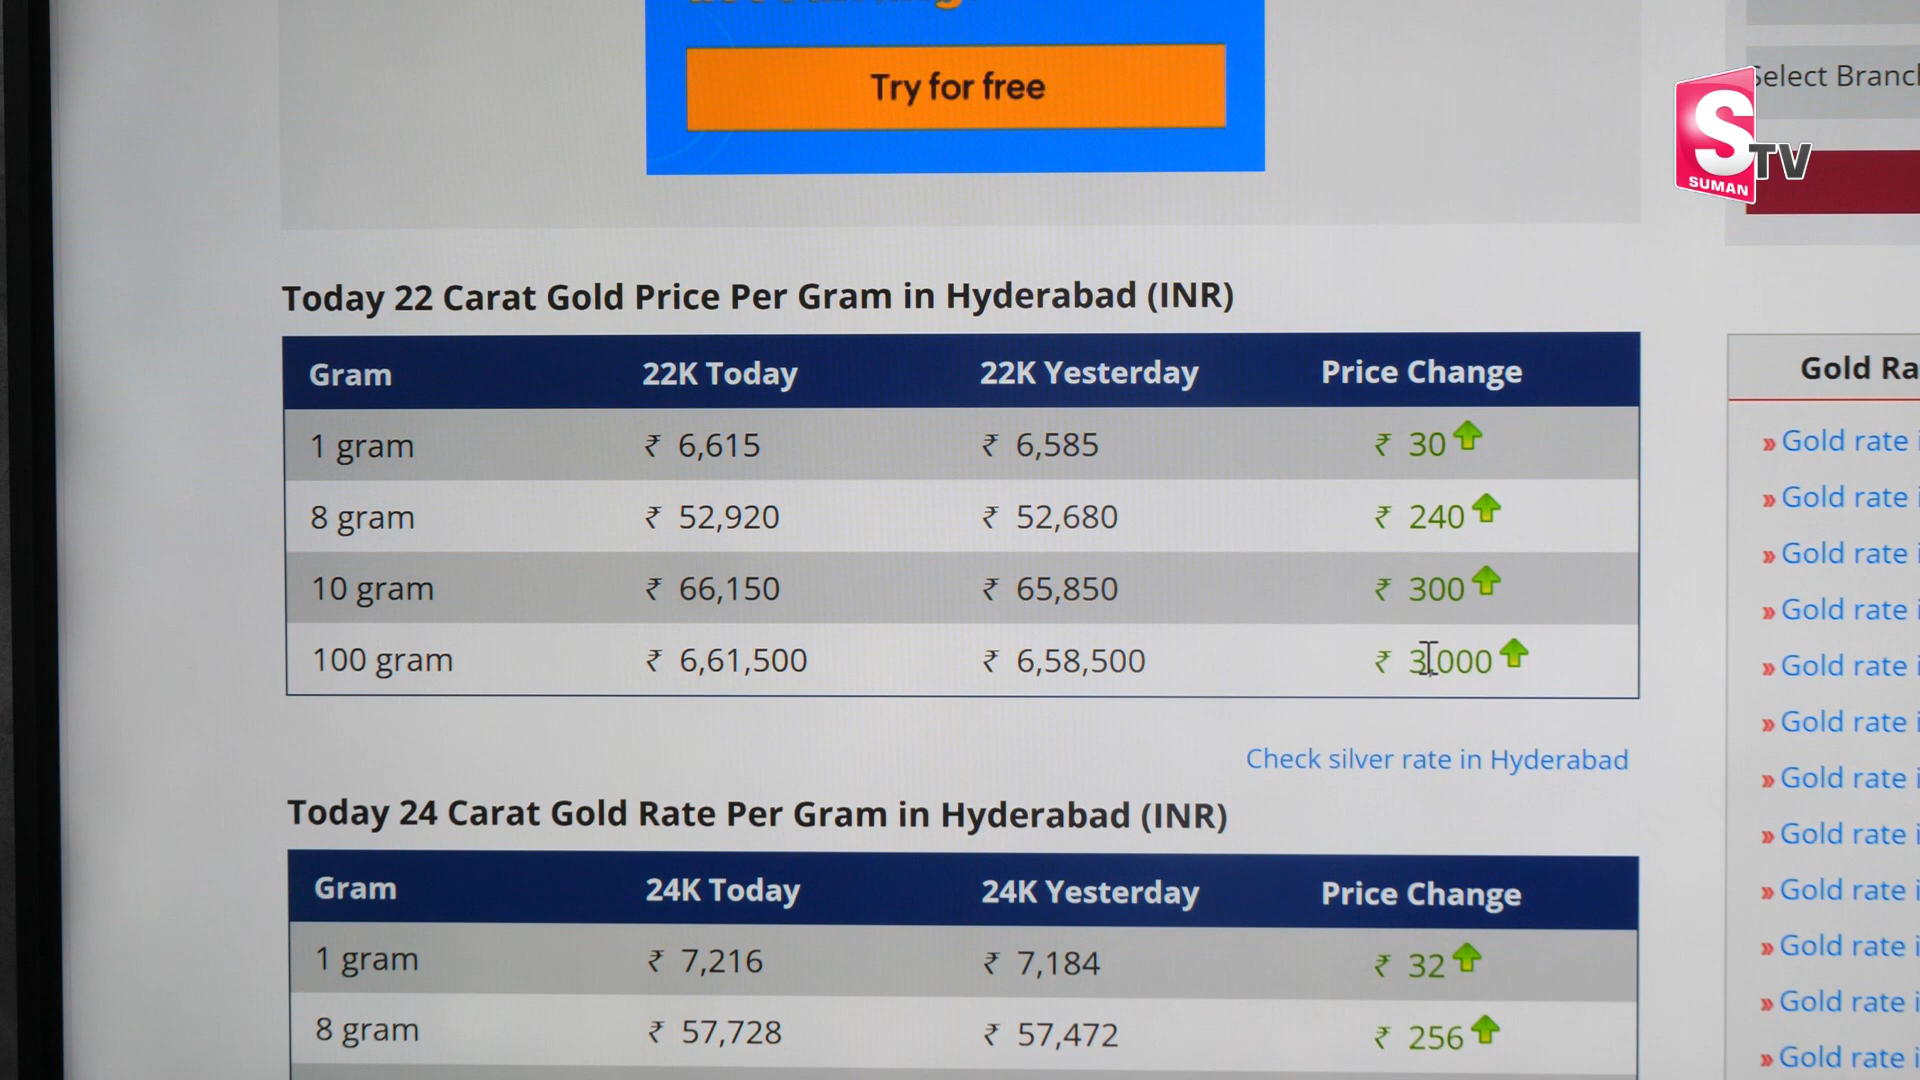 Try for free
Select Branch
S TV
SUMAN
Today 22 Carat Gold Price Per Gram in Hyderabad (INR)
Gram 22K Today 22K Yesterday Price Change
1 gram ₹ 6,615 ₹ 6,585 ₹ 30
8 gram ₹ 52,920 ₹ 52,680 ₹ 240
10 gram ₹ 66,150 ₹ 65,850 ₹ 300
100 gram ₹ 6,61,500 ₹ 6,58,500 ₹ 3,000
Check silver rate in Hyderabad
Today 24 Carat Gold Rate Per Gram in Hyderabad (INR)
Gram 24K Today 24K Yesterday Price Change
1 gram ₹ 7,216 ₹ 7,184 ₹ 32
8 gram ₹ 57,728 ₹ 57,472 ₹ 256
Gold Ra
» Gold rate i
» Gold rate i
» Gold rate i
» Gold rate i
» Gold rate i
» Gold rate i
» Gold rate i
» Gold rate i
» Gold rate i
» Gold rate i
» Gold rate i
» Gold rate i